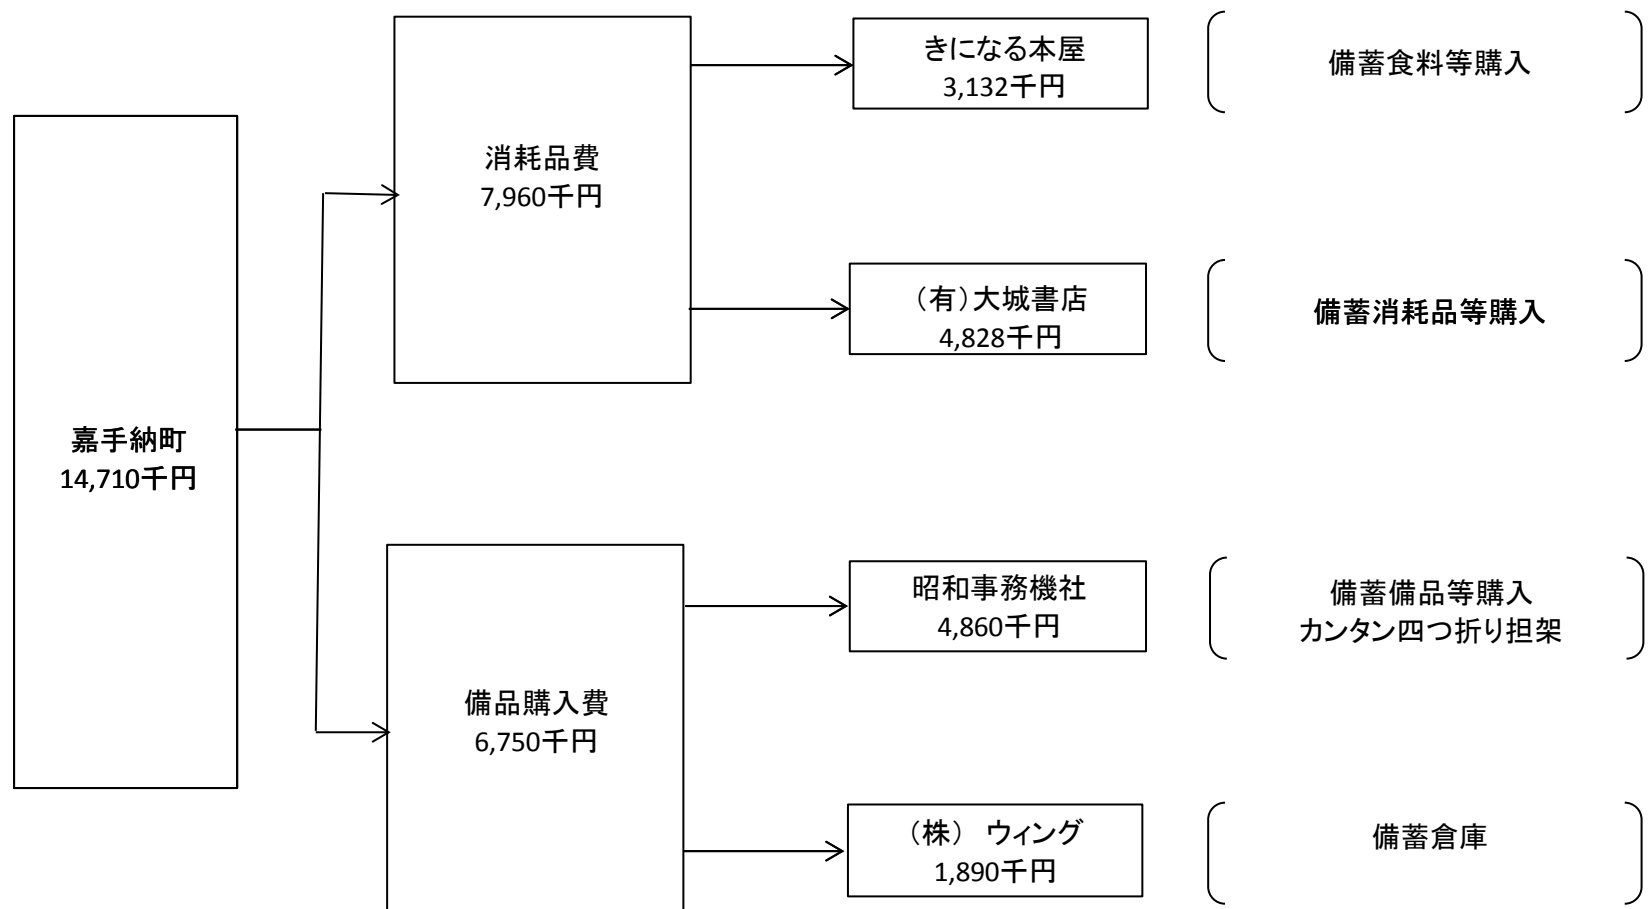 嘉手納町
14,710千円
消耗品費
7,960千円
きになる本屋
3,132千円
備蓄食料等購入
（有）大城書店
4,828千円
備蓄消耗品等購入
備品購入費
6,750千円
昭和事務機社
4,860千円
備蓄備品等購入
カンタン四つ折り担架
（株）　ウィング
1,890千円
備蓄倉庫